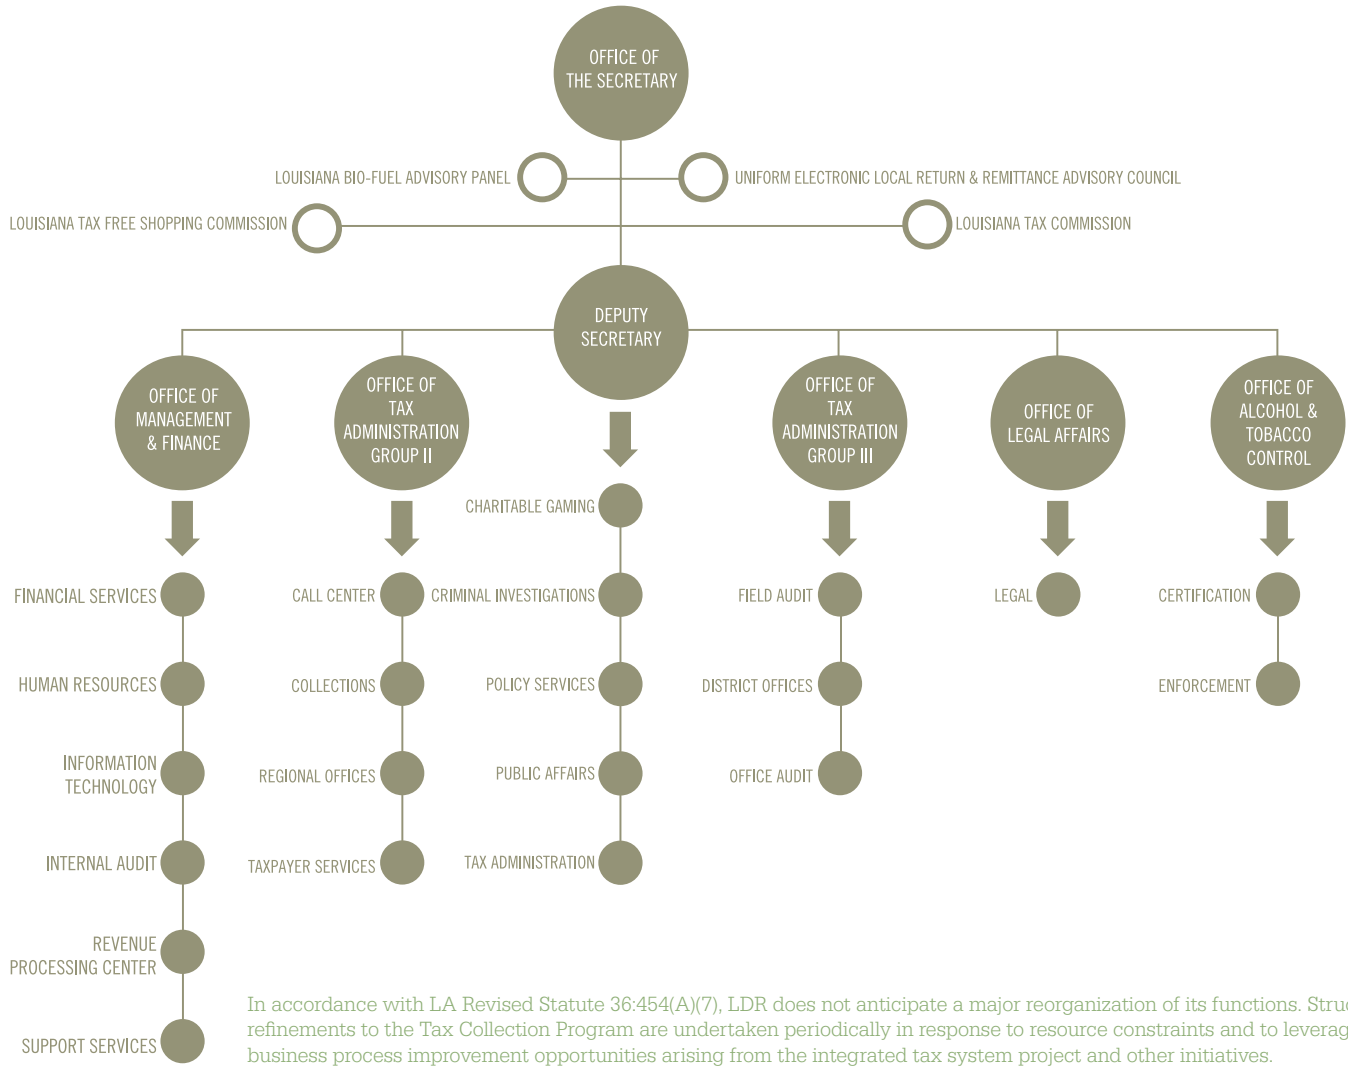 OFFICE OF
THE SECRETARY
LOUISIANA BIO-FUEL ADVISORY PANEL
UNIFORM ELECTRONIC LOCAL RETURN & REMITTANCE ADVISORY COUNCIL
LOUISIANA TAX FREE SHOPPING COMMISSION
LOUISIANA TAX COMMISSION
DEPUTY
SECRETARY
OFFICE OF
MANAGEMENT
& FINANCE
OFFICE OF
TAX
ADMINISTRATION
GROUP II
OFFICE OF
TAX
ADMINISTRATION
GROUP III
OFFICE OF
LEGAL AFFAIRS
OFFICE OF
ALCOHOL &
TOBACCO
CONTROL
FINANCIAL SERVICES
HUMAN RESOURCES
INFORMATION
TECHNOLOGY
INTERNAL AUDIT
REVENUE
PROCESSING CENTER
SUPPORT SERVICES
CALL CENTER
COLLECTIONS
REGIONAL OFFICES
TAXPAYER SERVICES
CHARITABLE GAMING
CRIMINAL INVESTIGATIONS
POLICY SERVICES
PUBLIC AFFAIRS
TAX ADMINISTRATION
FIELD AUDIT
DISTRICT OFFICES
OFFICE AUDIT
LEGAL
CERTIFICATION
ENFORCEMENT
In accordance with LA Revised Statute 36:454(A)(7), LDR does not anticipate a major reorganization of its functions. Struc
refinements to the Tax Collection Program are undertaken periodically in response to resource constraints and to leverag
business process improvement opportunities arising from the integrated tax system project and other initiatives.